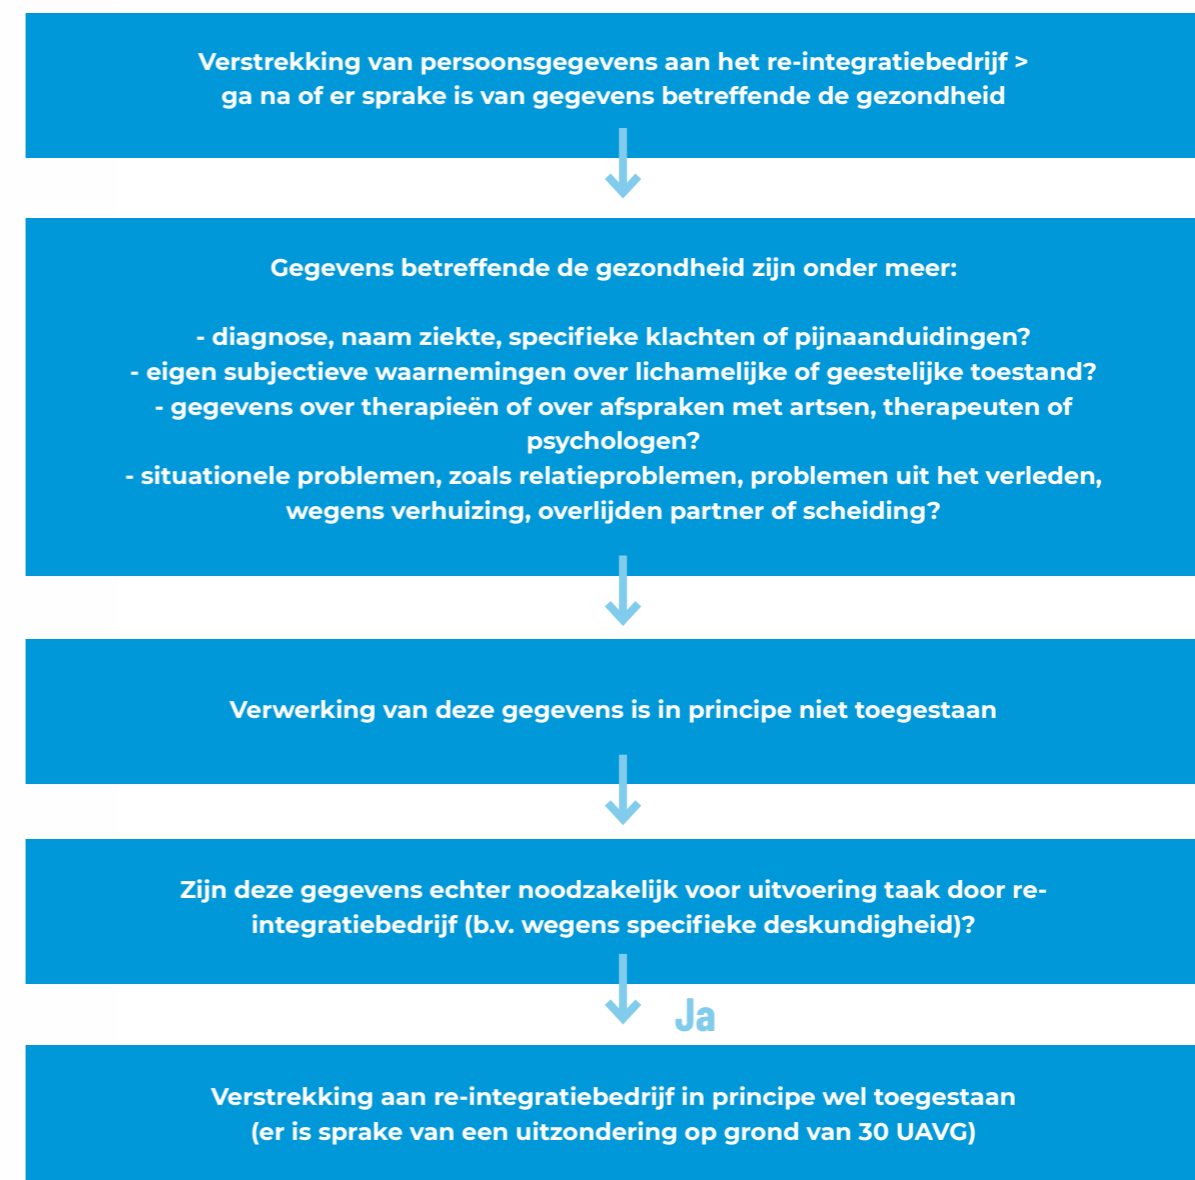 Verstrekking van persoonsgegevens aan het re-integratiebedrijf >
ga na of er sprake is van gegevens betreffende de gezondheid
Gegevens betreffende de gezondheid zijn onder meer:
- diagnose, naam ziekte, specifieke klachten of pijnaanduidingen?
- eigen subjectieve waarnemingen over lichamelijke of geestelijke toestand?
- gegevens over therapieën of over afspraken met artsen, therapeuten of
psychologen?
- situationele problemen, zoals relatieproblemen, problemen uit het verleden,
wegens verhuizing, overlijden partner of scheiding?
Verwerking van deze gegevens is in principe niet toegestaan
Zijn deze gegevens echter noodzakelijk voor uitvoering taak door re-
integratiebedrijf (b.v. wegens specifieke deskundigheid)?
Ja
Verstrekking aan re-integratiebedrijf in principe wel toegestaan
(er is sprake van een uitzondering op grond van 30 UAVG)